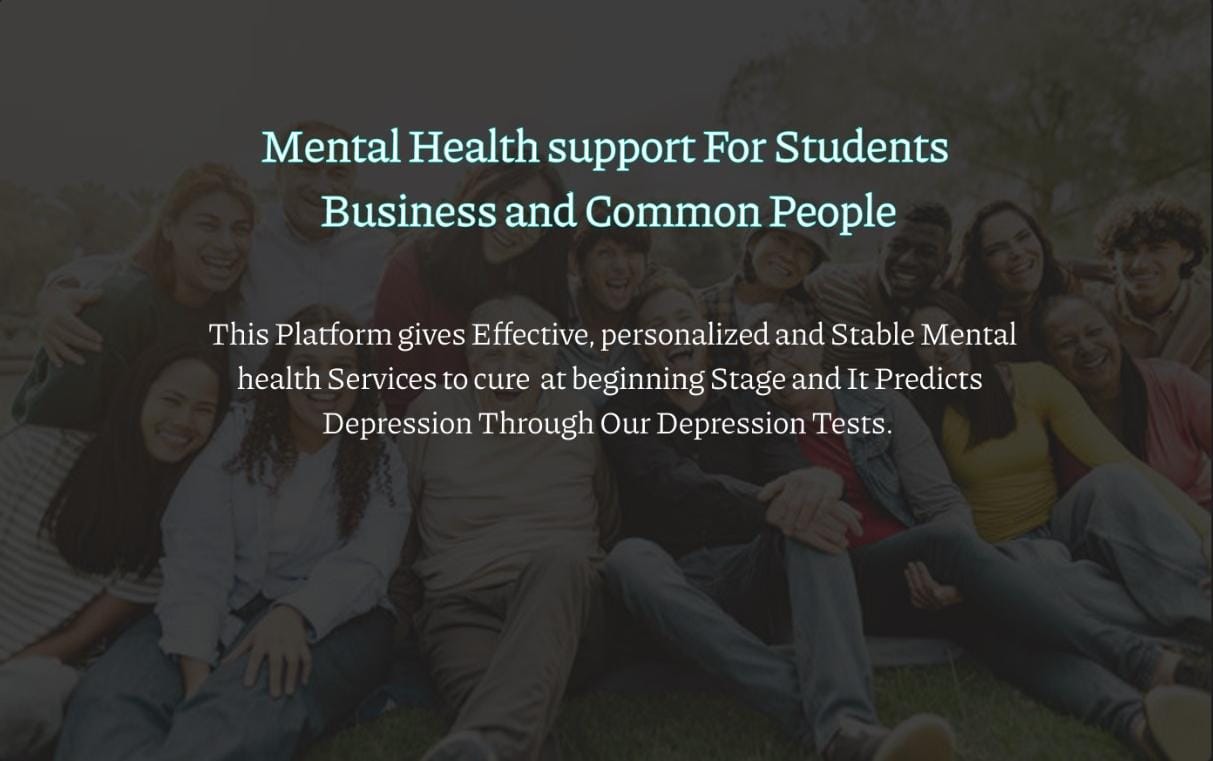 Mental Health support For Students
Business and Common People
This Platform gives Effective, personalized and Stable Mental
health Services to cure at beginning Stage and It Predicts
Depression Through Our Depression Tests.